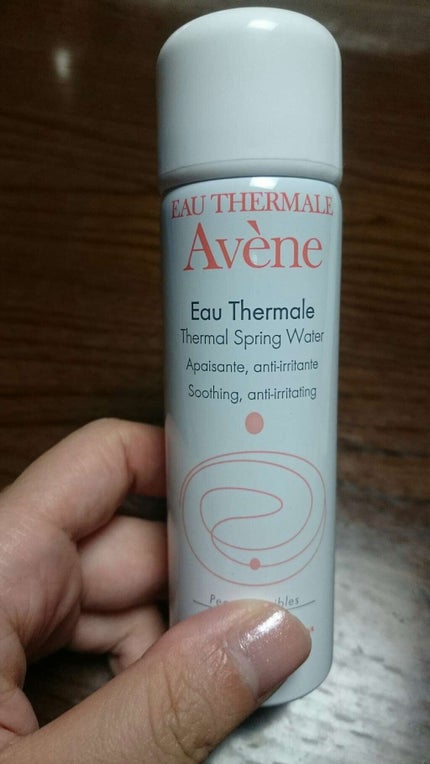 EAU THERMALE
Avène
Eau Thermale
Thermal Spring Water
Apaisante, anti-irritante
Soothing, anti-irritating